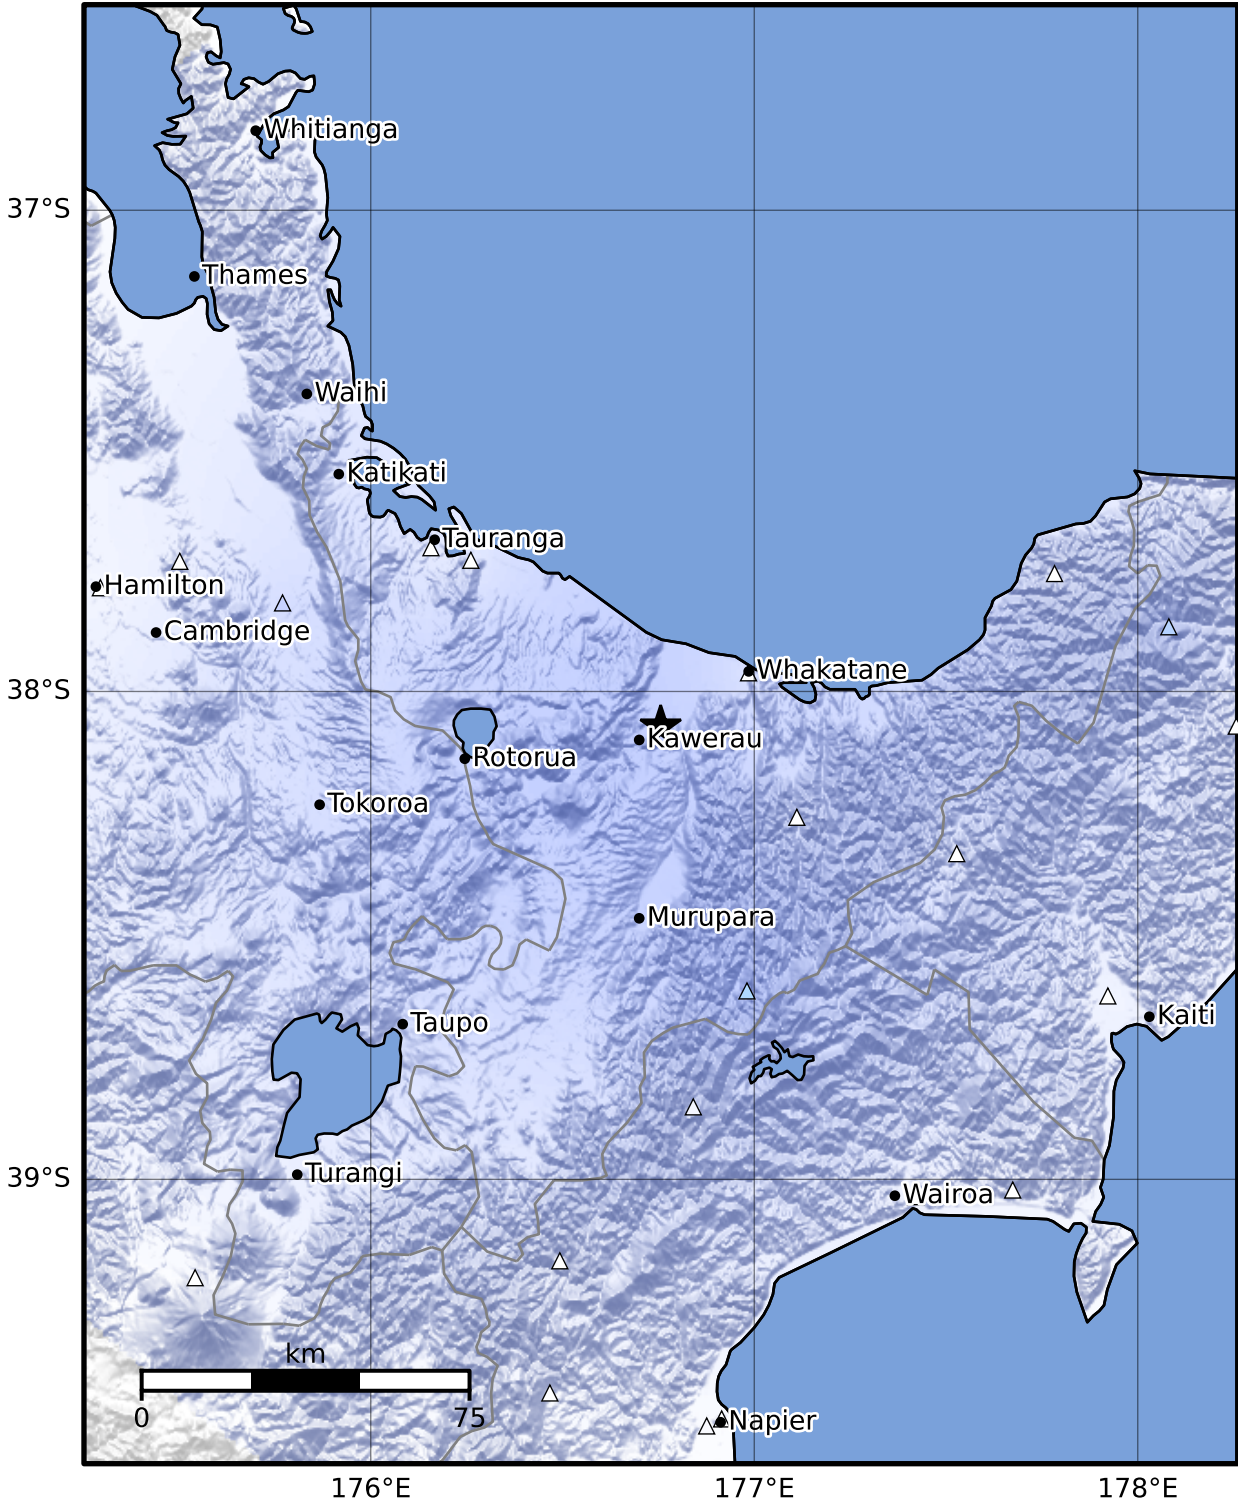 Whitianga
37°S
Thames
Waihi
Katikati
Tauranga
Hamilton
Cambridge
Whakatane
38°S
Kawerau
Rotorua
Tokoroa
Murupara
Kaiti
Taupo
Turangi
39°S
Wairoa
km
0
75
Napier
176°E
177°E
178°E